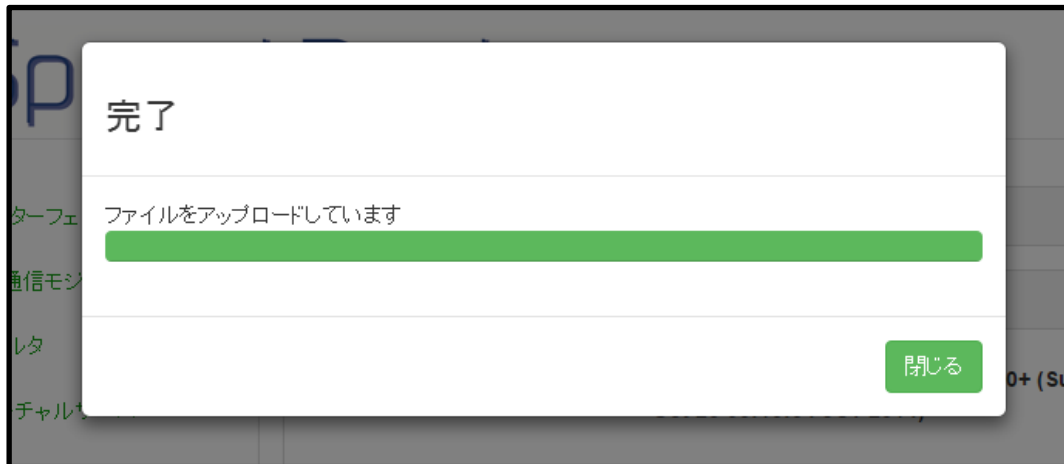 完了
ファイルをアップロードしています
ターフェ
通信モジ
ルタ
閉じる
0+ (Su
チャル